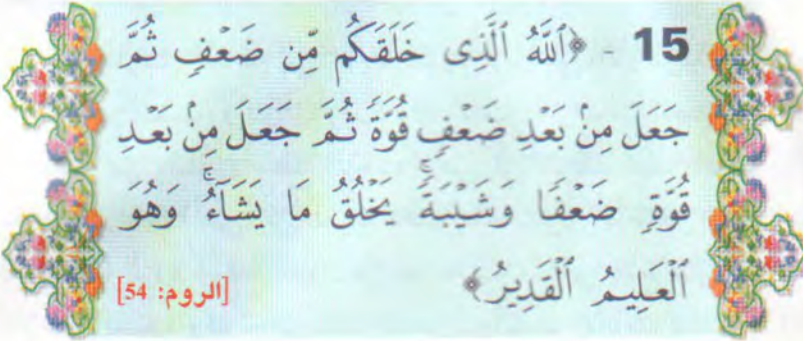 15 - ﴿ٱللَّهُ ٱلَّذِى خَلَقَكُم مِّن ضَعْفٍ ثُمَّ
جَعَلَ مِنۢ بَعْدِ ضَعْفٍ قُوَّةً ثُمَّ جَعَلَ مِنۢ بَعْدِ
قُوَّةٍ ضَعْفًا وَشَيْبَةً ۚ يَخْلُقُ مَا يَشَآءُ ۚ وَهُوَ
ٱلْعَلِيمُ ٱلْقَدِيرُ﴾ [الروم: 54]